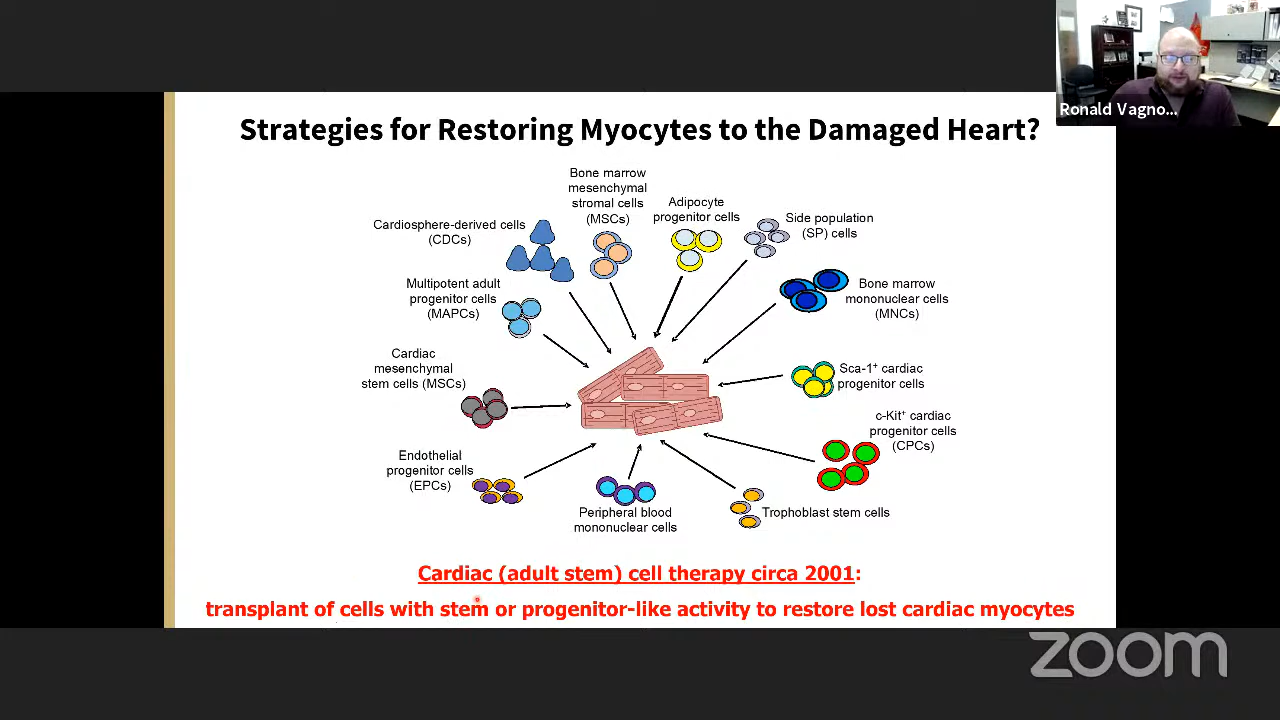 Ronald Vagno...
Strategies for Restoring Myocytes to the Damaged Heart?
Bone marrow
mesenchymal
stromal cells
(MSCs)
Adipocyte
progenitor cells
Side population
(SP) cells
Cardiosphere-derived cells
(CDCs)
Multipotent adult
progenitor cells
(MAPCs)
Bone marrow
mononuclear cells
(MNCs)
Cardiac
mesenchymal
stem cells (MSCs)
Sca-1⁺ cardiac
progenitor cells
c-Kit⁺ cardiac
progenitor cells
(CPCs)
Endothelial
progenitor cells
(EPCs)
Peripheral blood
mononuclear cells
Trophoblast stem cells
Cardiac (adult stem) cell therapy circa 2001:
transplant of cells with stem or progenitor-like activity to restore lost cardiac myocytes
zoom